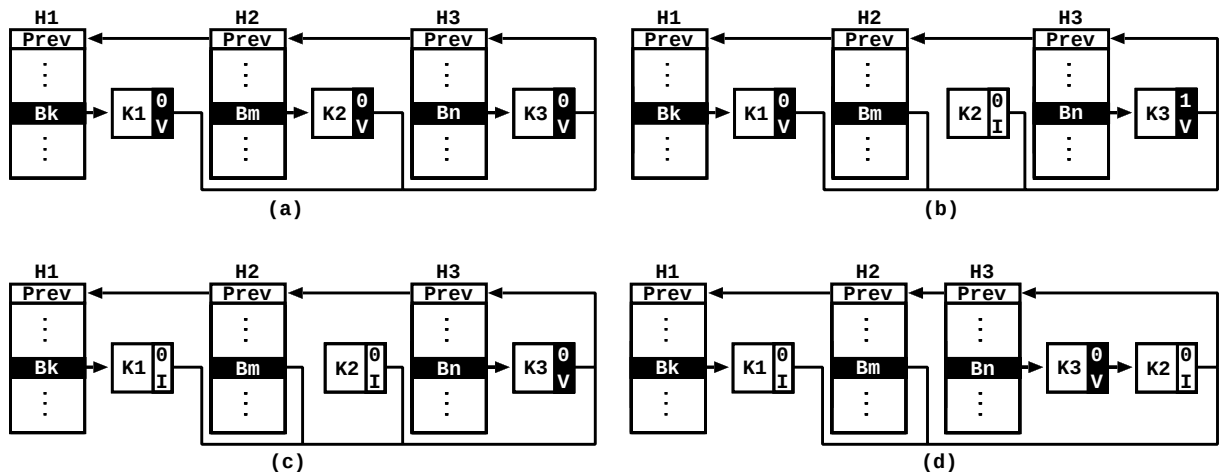 H1 H2 H3
Prev Prev Prev
⋮ ⋮ ⋮
Bk K1 0 V Bm K2 0 V Bn K3 0 V
⋮ ⋮ ⋮
(a)
H1 H2 H3
Prev Prev Prev
⋮ ⋮ ⋮
Bk K1 0 V Bm K2 0 I Bn K3 1 V
⋮ ⋮ ⋮
(b)
H1 H2 H3
Prev Prev Prev
⋮ ⋮ ⋮
Bk K1 0 I Bm K2 0 I Bn K3 0 V
⋮ ⋮ ⋮
(c)
H1 H2 H3
Prev Prev Prev
⋮ ⋮ ⋮
Bk K1 0 I Bm Bn K3 0 V K2 0 I
⋮ ⋮ ⋮
(d)